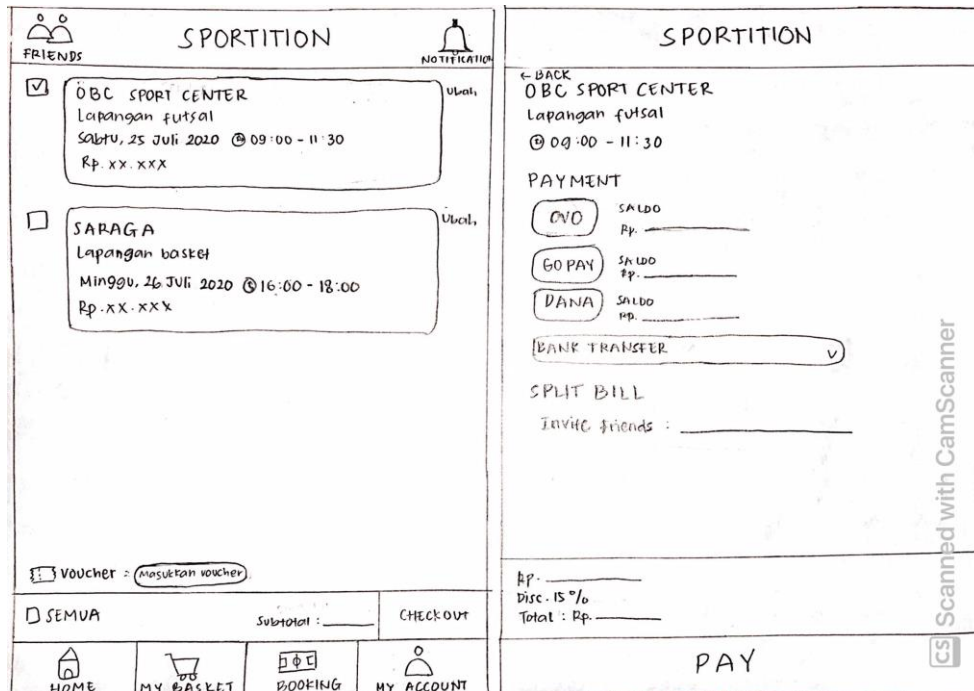 FRIENDS
SPORTITION
NOTIFICATION
OBC SPORT CENTER
Ubah
Lapangan futsal
Sabtu, 25 Juli 2020 09:00 - 11:30
Rp. xx.xxx
SARAGA
Ubah
Lapangan basket
Minggu, 26 Juli 2020 16:00 - 18:00
Rp. xx.xxx
Voucher : Masukkan voucher
SEMUA
Subtotal :
CHECKOUT
HOME
MY BASKET
BOOKING
MY ACCOUNT
SPORTITION
← BACK
OBC SPORT CENTER
Lapangan futsal
09:00 - 11:30
PAYMENT
OVO
SALDO
Rp.
GOPAY
SALDO
Rp.
DANA
SALDO
Rp.
BANK TRANSFER
SPLIT BILL
Invite friends :
Rp.
Disc. 15%
Total : Rp.
PAY
CS Scanned with CamScanner